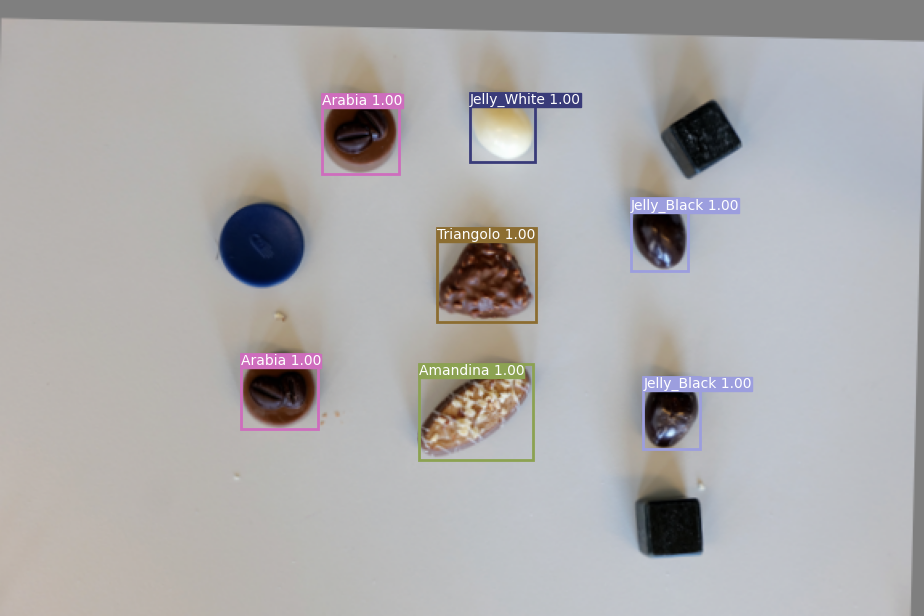 Arabia 1.00
Jelly_White 1.00
Jelly_Black 1.00
Triangolo 1.00
Arabia 1.00
Amandina 1.00
Jelly_Black 1.00